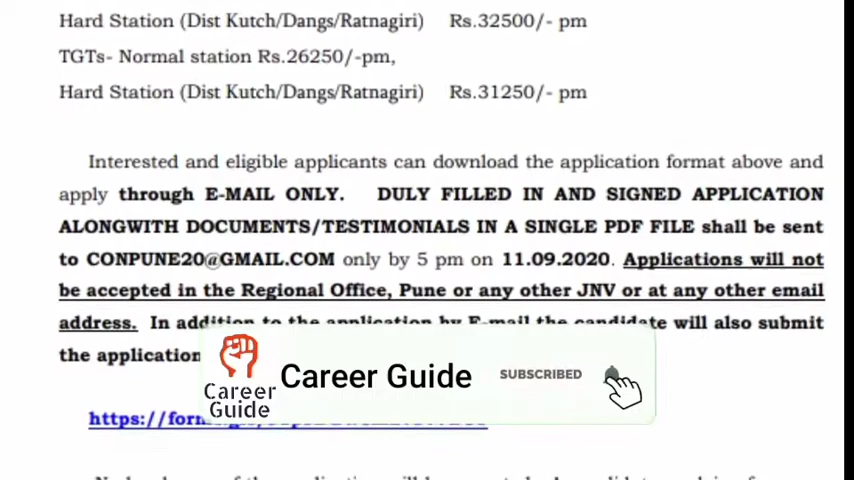 Hard Station (Dist Kutch/Dangs/Ratnagiri) Rs.32500/- pm
TGTs- Normal station Rs.26250/-pm,
Hard Station (Dist Kutch/Dangs/Ratnagiri) Rs.31250/- pm
Interested and eligible applicants can download the application format above and
apply through E-MAIL ONLY. DULY FILLED IN AND SIGNED APPLICATION
ALONGWITH DOCUMENTS/TESTIMONIALS IN A SINGLE PDF FILE shall be sent
to CONPUNE20@GMAIL.COM only by 5 pm on 11.09.2020. Applications will not
be accepted in the Regional Office, Pune or any other JNV or at any other email
address. In addition to the application by E-mail the candidate will also submit
the application
Career Guide
Career Guide SUBSCRIBED
https://for